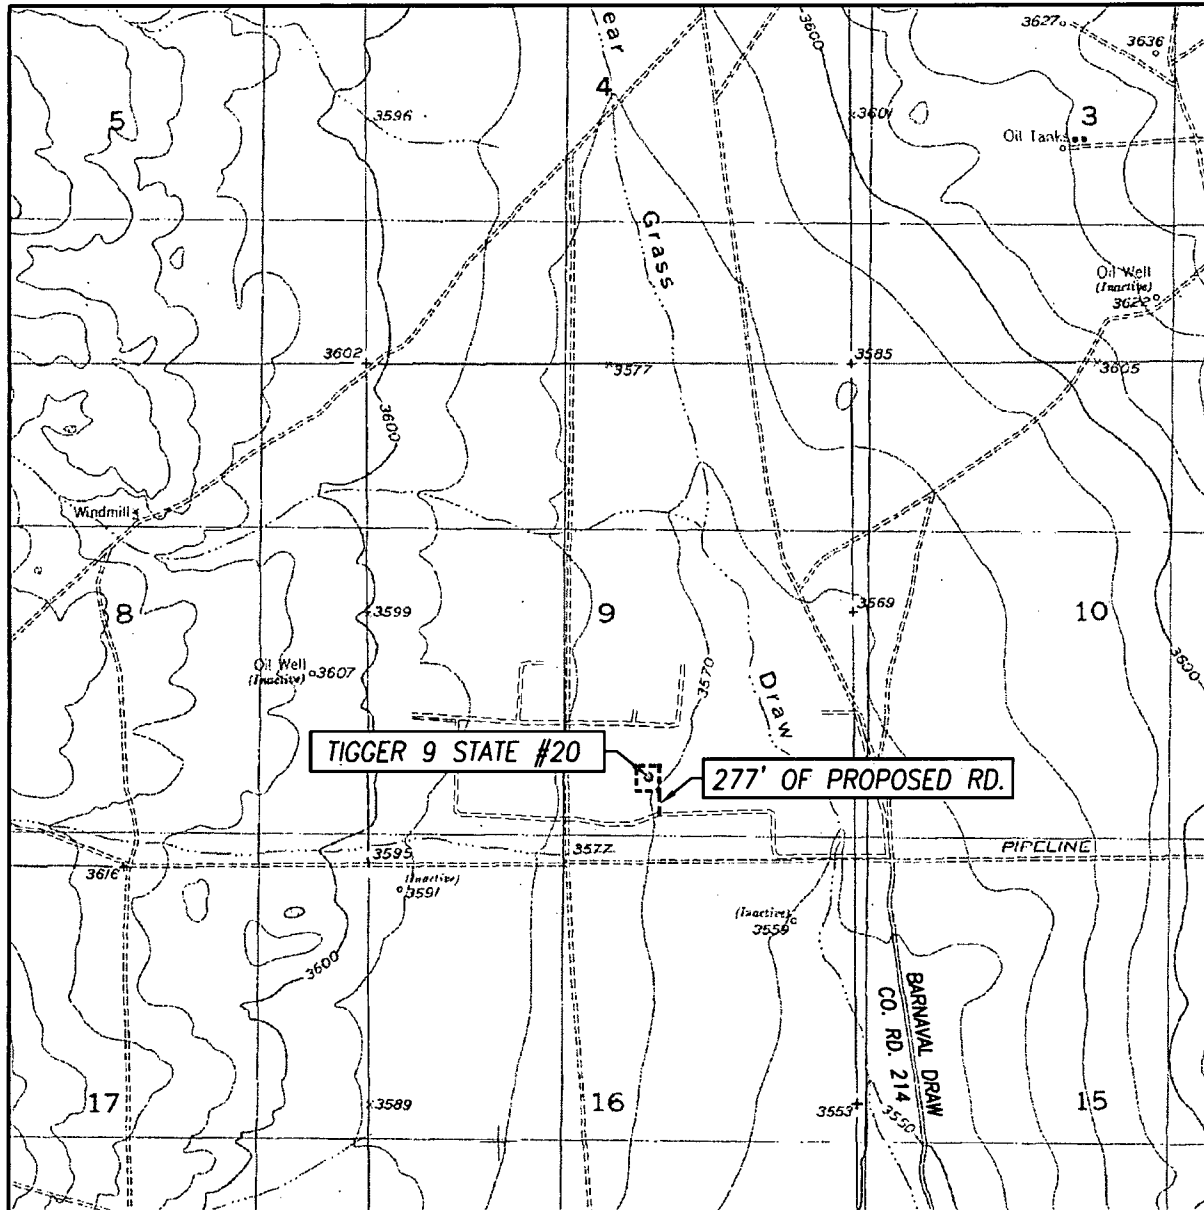 ear
3600
3627
3636
5
4
3596
3601
3
Oil Tanks
Grass
Oil Well
(Inactive)
3622
3602
3585
3577
3605
3600
Windmill
8
3599
9
3569
10
Oil Well
(Inactive)
3607
3570
3600
Draw
TIGGER 9 STATE #20
277' OF PROPOSED RD.
3595
3577
PIPELINE
3616
(Inactive)
3591
(Inactive)
3559
3600
BARNAVAL DRAW
CO. RD. 214
17
3589
16
3553
3550
15